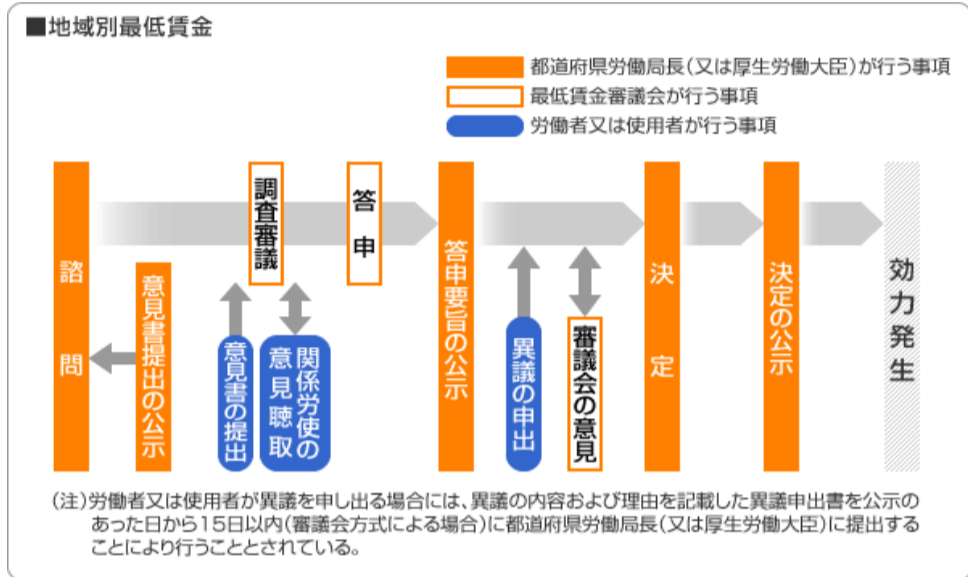 ■地域別最低賃金
都道府県労働局長(又は厚生労働大臣)が行う事項
最低賃金審議会が行う事項
労働者又は使用者が行う事項
諮問
意見書提出の公示
調査審議
意見書の提出
関係労使の
意見聴取
答申
答申要旨の公示
異議の申出
審議会の意見
決定
決定の公示
効力発生
(注)労働者又は使用者が異議を申し出る場合には、異議の内容および理由を記載した異議申出書を公示の
あった日から15日以内(審議会方式による場合)に都道府県労働局長(又は厚生労働大臣)に提出する
ことにより行うこととされている。